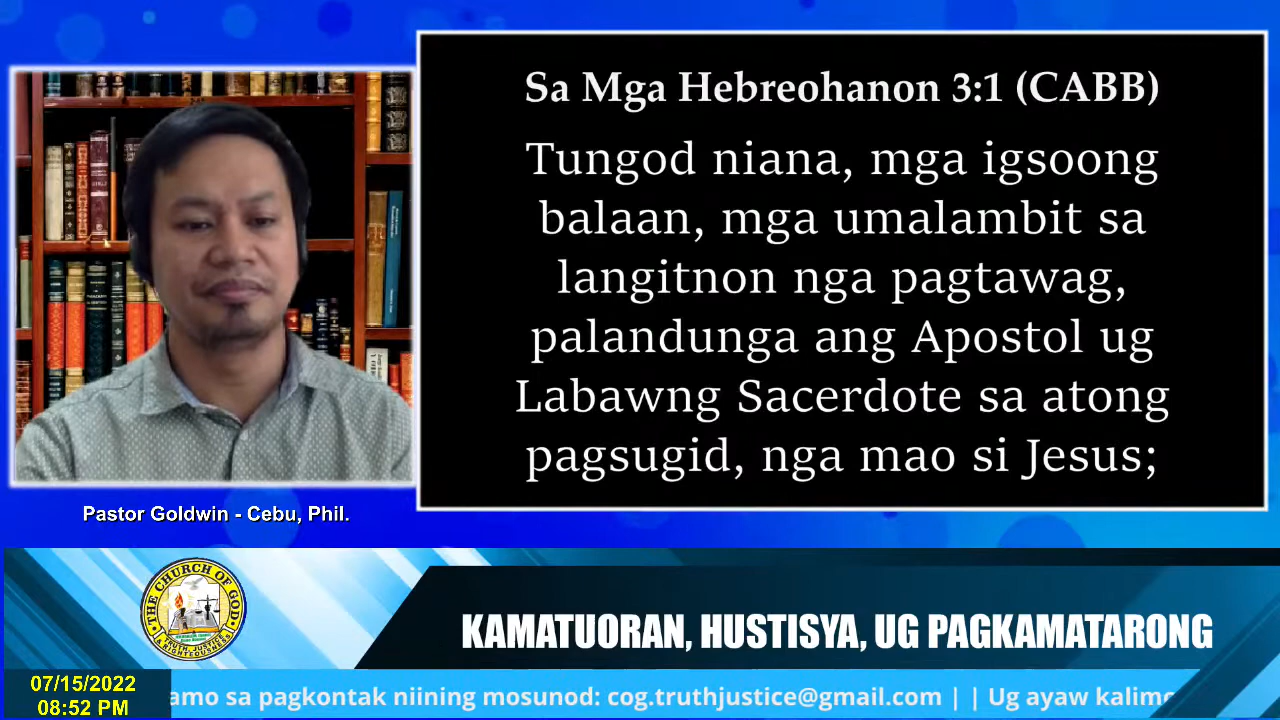 Sa Mga Hebreohanon 3:1 (CABB)
Tungod niana, mga igsoong
balaan, mga umalambit sa
langitnon nga pagtawag,
palandunga ang Apostol ug
Labawng Sacerdote sa atong
pagsugid, nga mao si Jesus;
Pastor Goldwin - Cebu, Phil.
THE CHURCH OF GOD
KAMATUORAN, HUSTISYA, UG PAGKAMATARONG
07/15/2022
08:52 PM
amo sa pagkontak niining mosunod: cog.truthjustice@gmail.com | | Ug ayaw kalimo